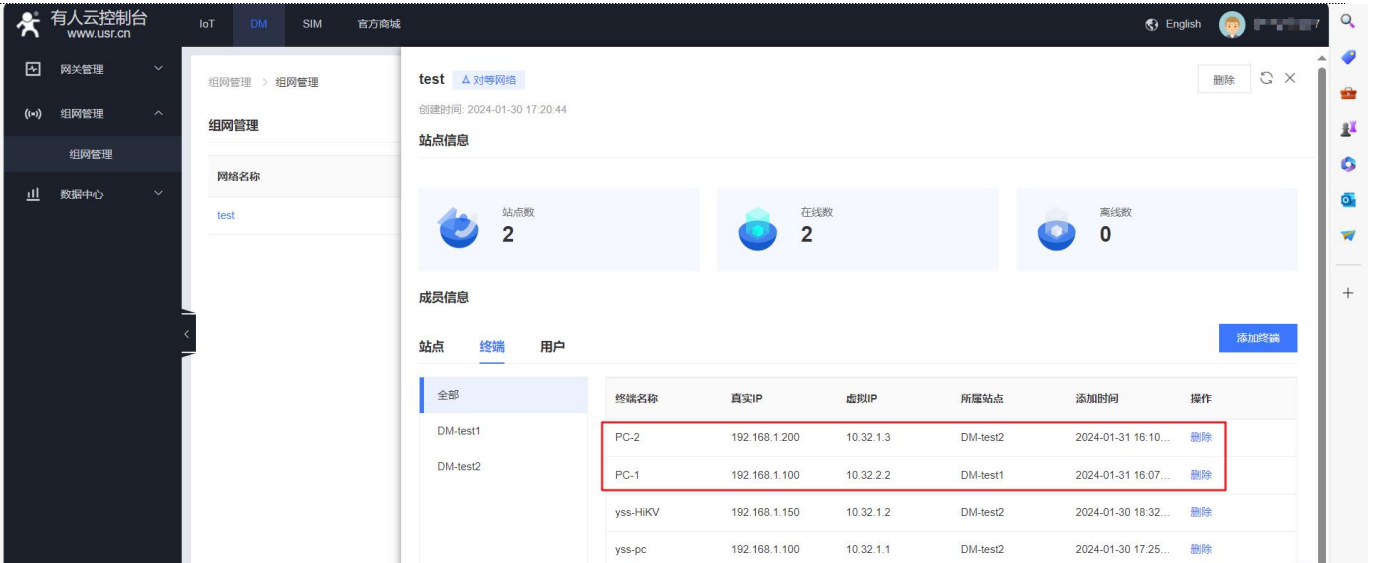 有人云控制台
www.usr.cn
IoT DM SIM 官方商城 English
网关管理
组网管理
组网管理
数据中心
组网管理 > 组网管理
组网管理
网络名称
test
test 对等网络 删除
创建时间: 2024-01-30 17:20:44
站点信息
站点数
2
在线数
2
离线数
0
成员信息
站点 终端 用户 添加终端
全部
DM-test1
DM-test2
终端名称 真实IP 虚拟IP 所属站点 添加时间 操作
PC-2 192.168.1.200 10.32.1.3 DM-test2 2024-01-31 16:10... 删除
PC-1 192.168.1.100 10.32.2.2 DM-test1 2024-01-31 16:07... 删除
yss-HiKV 192.168.1.150 10.32.1.2 DM-test2 2024-01-30 18:32... 删除
yss-pc 192.168.1.100 10.32.1.1 DM-test2 2024-01-30 17:25... 删除